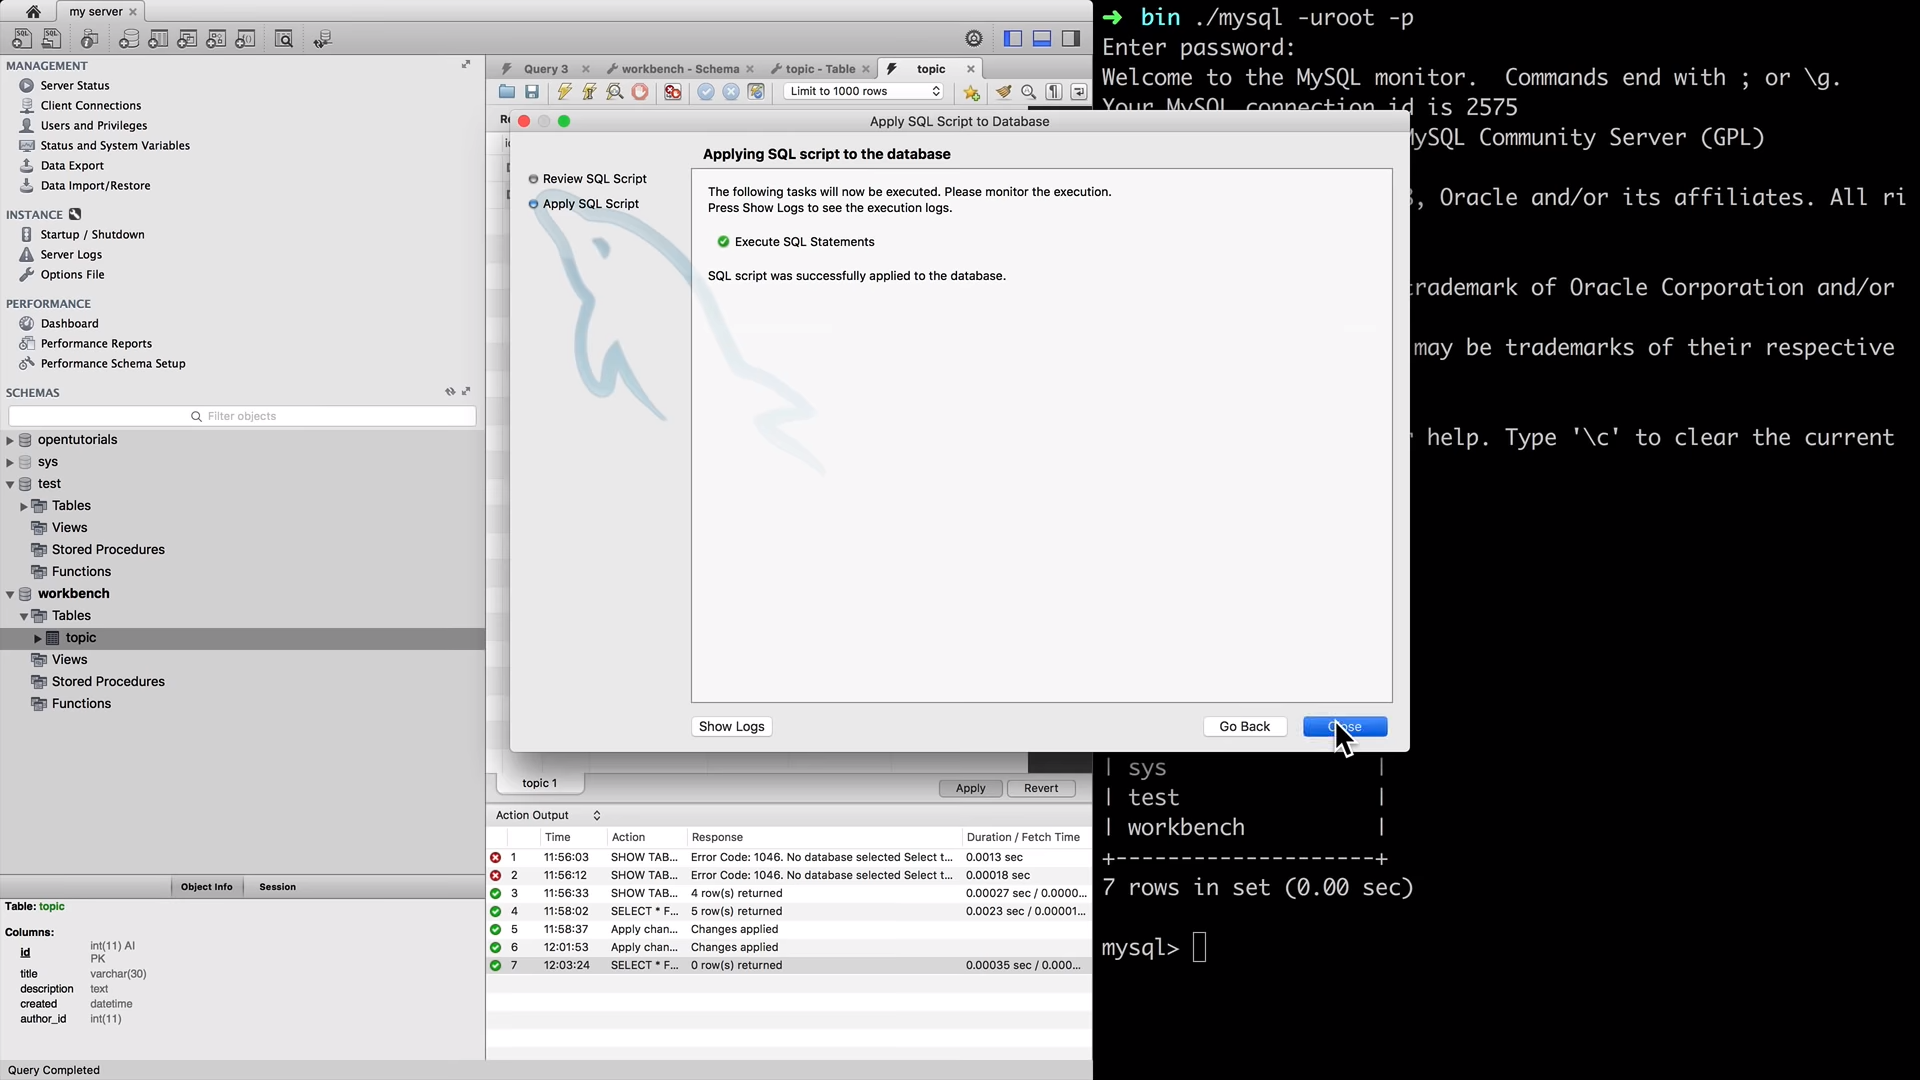 my server
MANAGEMENT
Server Status
Client Connections
Users and Privileges
Status and System Variables
Data Export
Data Import/Restore
INSTANCE
Startup / Shutdown
Server Logs
Options File
PERFORMANCE
Dashboard
Performance Reports
Performance Schema Setup
SCHEMAS
Filter objects
opentutorials
sys
test
Tables
Views
Stored Procedures
Functions
workbench
Tables
topic
Views
Stored Procedures
Functions
Object Info Session
Table: topic
Columns:
id int(11) AI
PK
title varchar(30)
description text
created datetime
author_id int(11)
Query Completed
Query 3 workbench - Schema topic - Table topic
Limit to 1000 rows
Apply SQL Script to Database
Review SQL Script
Apply SQL Script
Applying SQL script to the database
The following tasks will now be executed. Please monitor the execution.
Press Show Logs to see the execution logs.
Execute SQL Statements
SQL script was successfully applied to the database.
Show Logs Go Back
topic 1 Apply Revert
Action Output
Time Action Response Duration / Fetch Time
1 11:56:03 SHOW TAB... Error Code: 1046. No database selected Select t... 0.0013 sec
2 11:56:12 SHOW TAB... Error Code: 1046. No database selected Select t... 0.00018 sec
3 11:56:33 SHOW TAB... 4 row(s) returned 0.00027 sec / 0.0000...
4 11:58:02 SELECT * F... 5 row(s) returned 0.0023 sec / 0.00001...
5 11:58:37 Apply chan... Changes applied
6 12:01:53 Apply chan... Changes applied
7 12:03:24 SELECT * F... 0 row(s) returned 0.00035 sec / 0.000...
➜ bin ./mysql -uroot -p
Enter password:
Welcome to the MySQL monitor. Commands end with ; or \g.
Your MySQL connection id is 2575
MySQL Community Server (GPL)
, Oracle and/or its affiliates. All ri
trademark of Oracle Corporation and/or
may be trademarks of their respective
help. Type '\c' to clear the current
| sys |
| test |
| workbench |
+--------------------+
7 rows in set (0.00 sec)
mysql>